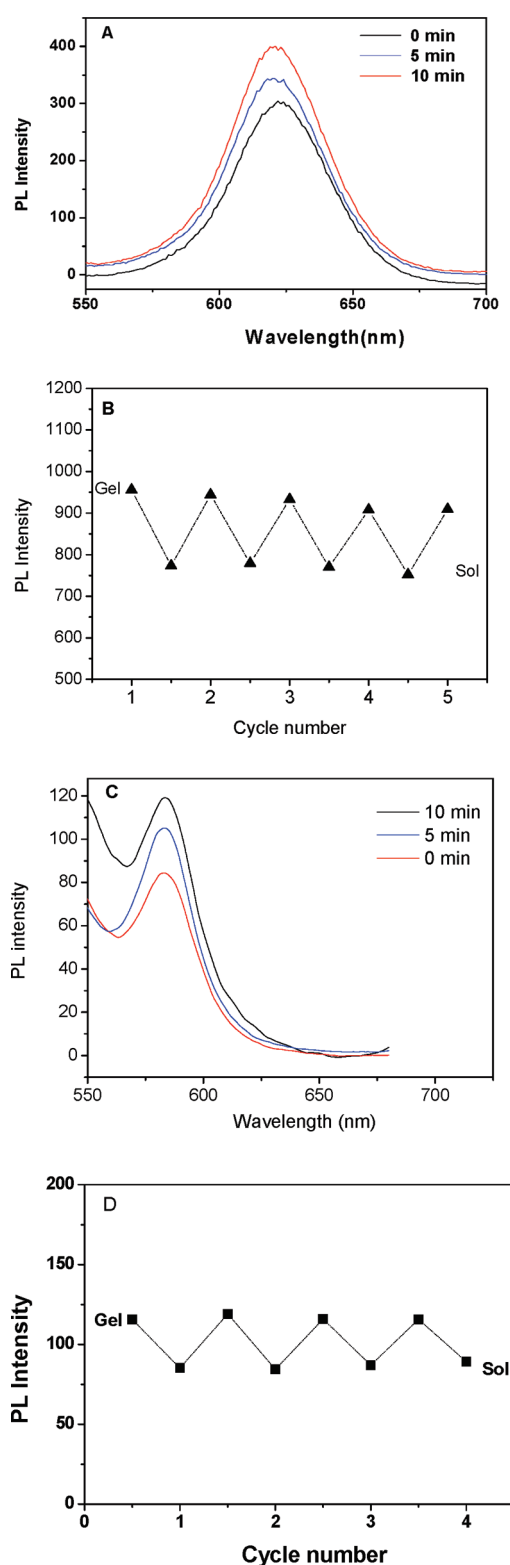 A
0 min
5 min
10 min
400
300
200
100
0
PL Intensity
550 600 650 700
Wavelength(nm)
B
1200
1100
1000
900
800
700
600
500
Gel
Sol
PL Intensity
1 2 3 4 5
Cycle number
C
10 min
5 min
0 min
120
100
80
60
40
20
0
PL intensity
550 600 650 700
Wavelength (nm)
D
200
150
100
50
0
Gel
Sol
PL Intensity
0 1 2 3 4
Cycle number